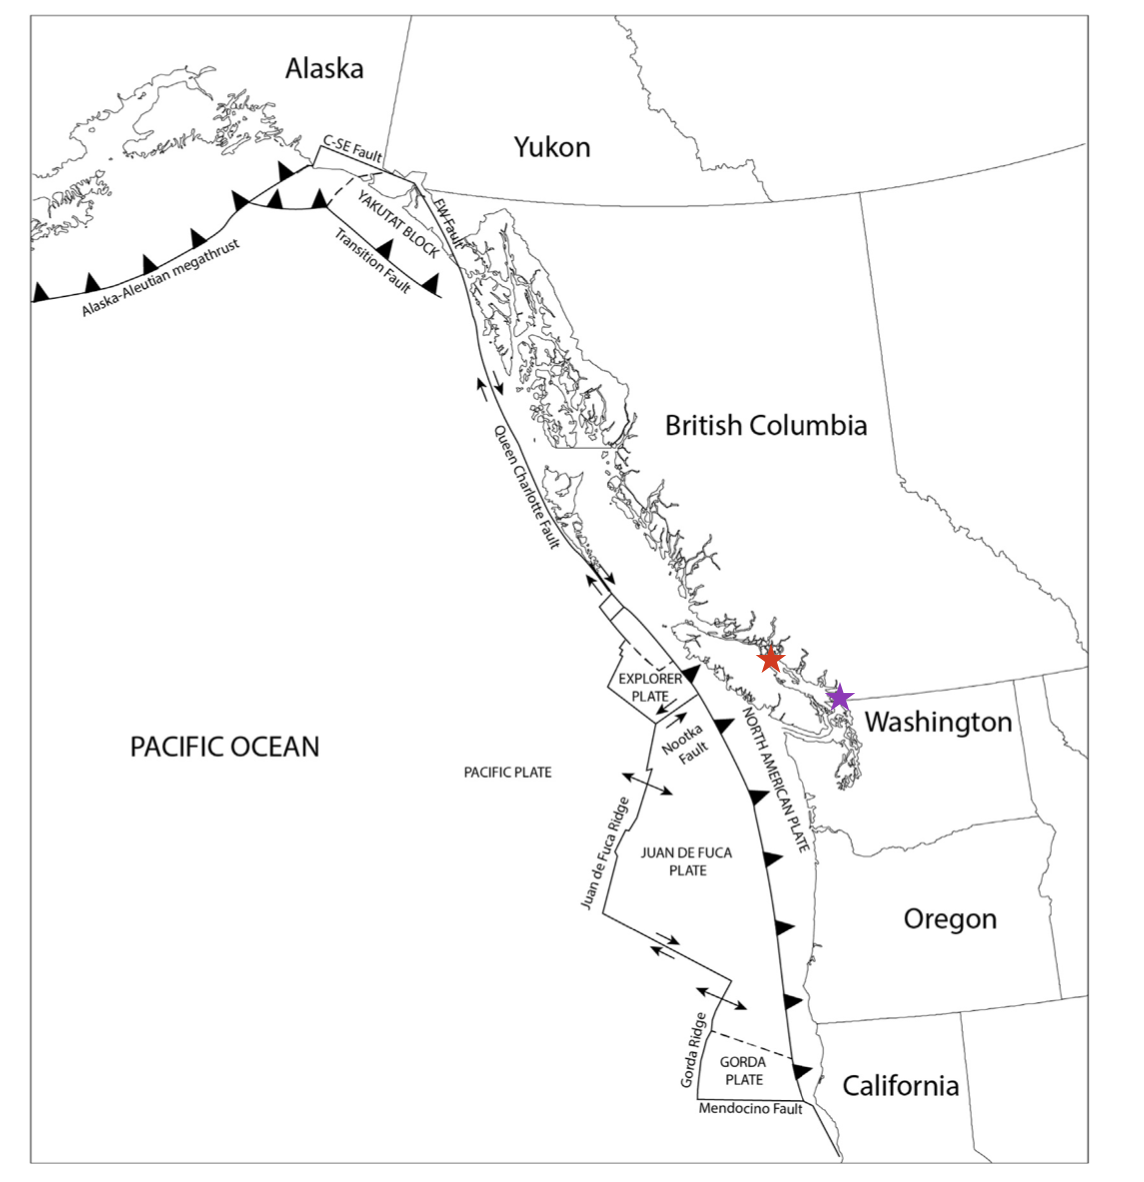 Alaska
Yukon
C-SE Fault
YAKUTAT BLOCK
FW Fault
Transition Fault
Alaska-Aleutian megathrust
British Columbia
Queen Charlotte Fault
EXPLORER
PLATE
Nootka
Fault
NORTH AMERICAN PLATE
Washington
PACIFIC OCEAN
PACIFIC PLATE
Juan de Fuca Ridge
JUAN DE FUCA
PLATE
Oregon
Gorda Ridge
GORDA
PLATE
California
Mendocino Fault